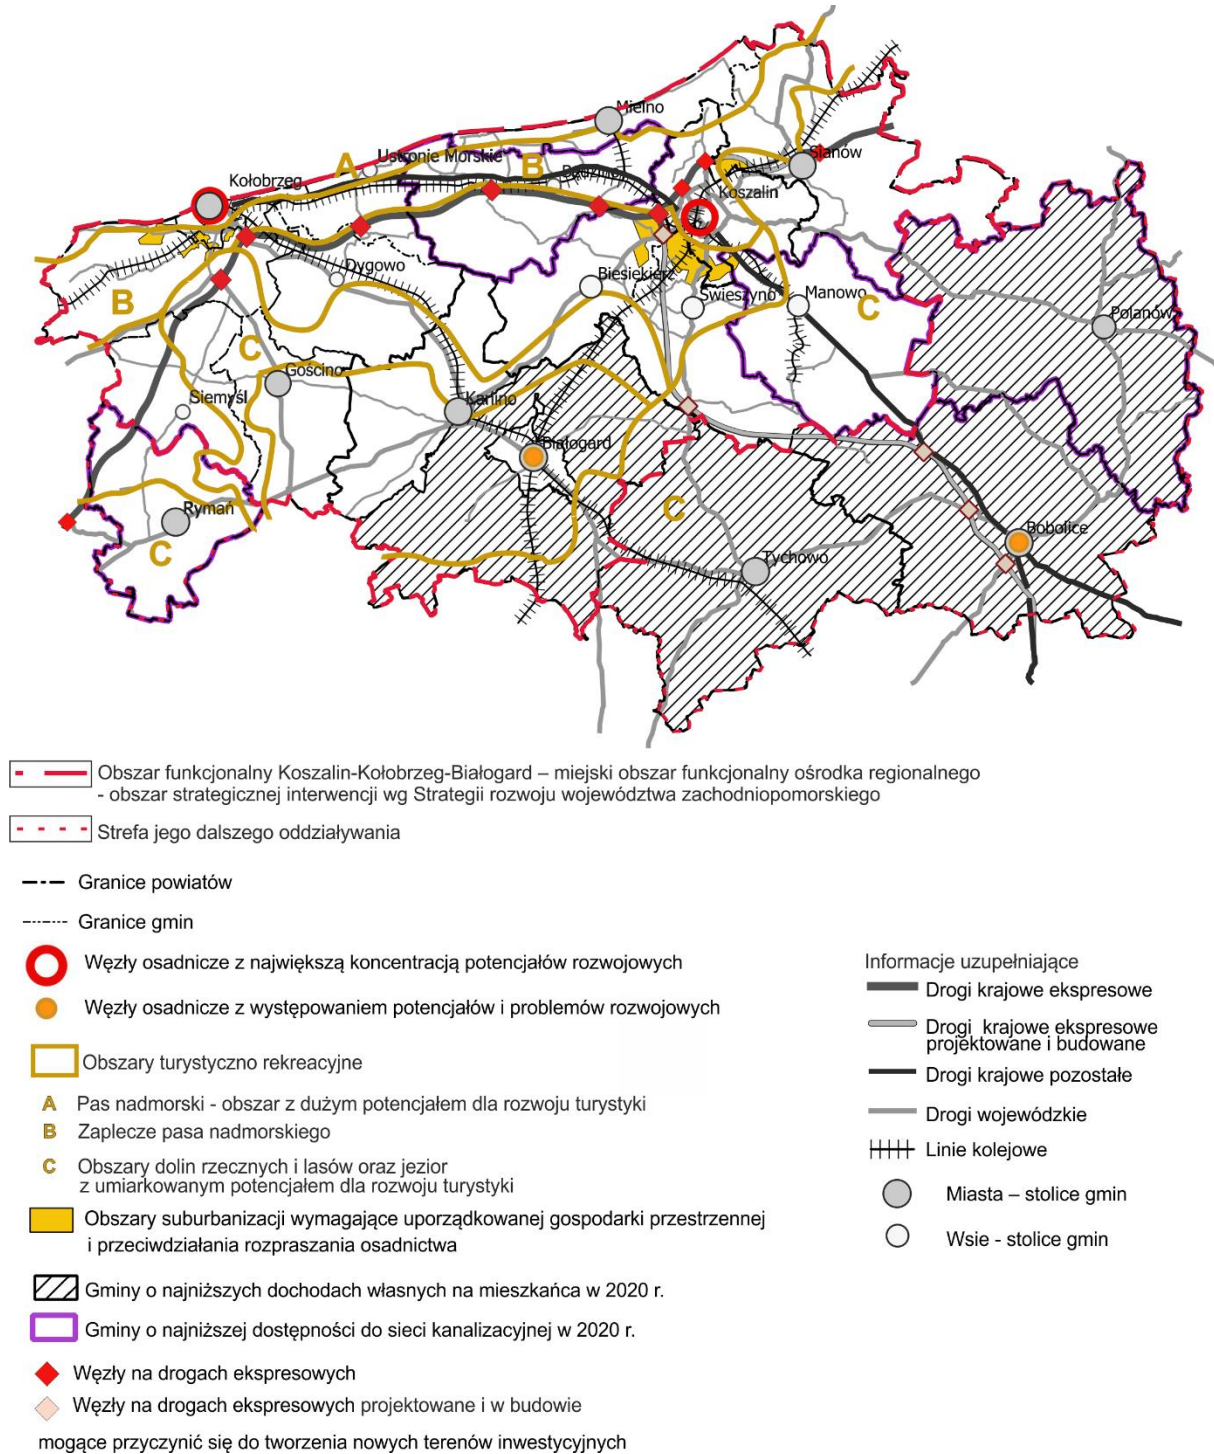 Mielno
Sianów
A
Ustronie Morskie
B
Będzino
Koszalin
Kołobrzeg
Dygowo
Biesiekierz
Świeszyno
Manowo
B
C
Polanów
C
Gościno
Siemyśl
Karlino
Białogard
C
Rymań
C
Tychowo
Bobolice
Obszar funkcjonalny Koszalin-Kołobrzeg-Białogard – miejski obszar funkcjonalny ośrodka regionalnego
- obszar strategicznej interwencji wg Strategii rozwoju województwa zachodniopomorskiego
Strefa jego dalszego oddziaływania
Granice powiatów
Granice gmin
Węzły osadnicze z największą koncentracją potencjałów rozwojowych
Węzły osadnicze z występowaniem potencjałów i problemów rozwojowych
Obszary turystyczno rekreacyjne
A Pas nadmorski - obszar z dużym potencjałem dla rozwoju turystyki
B Zaplecze pasa nadmorskiego
C Obszary dolin rzecznych i lasów oraz jezior
z umiarkowanym potencjałem dla rozwoju turystyki
Obszary suburbanizacji wymagające uporządkowanej gospodarki przestrzennej
i przeciwdziałania rozpraszania osadnictwa
Gminy o najniższych dochodach własnych na mieszkańca w 2020 r.
Gminy o najniższej dostępności do sieci kanalizacyjnej w 2020 r.
Węzły na drogach ekspresowych
Węzły na drogach ekspresowych projektowane i w budowie
mogące przyczynić się do tworzenia nowych terenów inwestycyjnych
Informacje uzupełniające
Drogi krajowe ekspresowe
Drogi krajowe ekspresowe
projektowane i budowane
Drogi krajowe pozostałe
Drogi wojewódzkie
Linie kolejowe
Miasta – stolice gmin
Wsie - stolice gmin